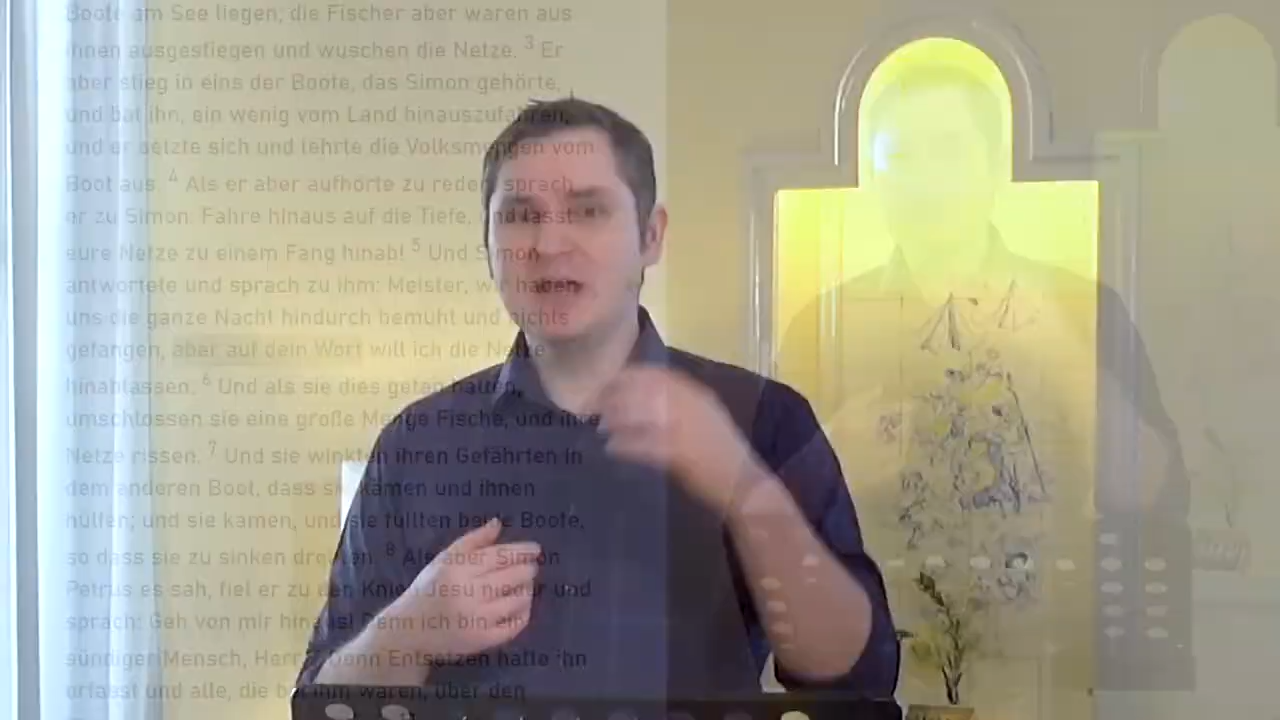 Boote am See liegen; die Fischer aber waren aus
ihnen ausgestiegen und wuschen die Netze. 3 Er
aber stieg in eins der Boote, das Simon gehörte,
und bat ihn, ein wenig vom Land hinauszufahren;
und er setzte sich und lehrte die Volksmengen vom
Boot aus. 4 Als er aber aufhörte zu reden, sprach
er zu Simon: Fahre hinaus auf die Tiefe, und lasst
eure Netze zu einem Fang hinab! 5 Und Simon
antwortete und sprach zu ihm: Meister, wir haben
uns die ganze Nacht hindurch bemüht und nichts
gefangen, aber auf dein Wort will ich die Netze
hinablassen. 6 Und als sie dies getan hatten,
umschlossen sie eine große Menge Fische, und ihre
Netze rissen. 7 Und sie winkten ihren Gefährten in
dem anderen Boot, dass sie kämen und ihnen
hülfen; und sie kamen, und sie füllten beide Boote,
so dass sie zu sinken drohten. 8 Als aber Simon
Petrus es sah, fiel er zu den Knien Jesu nieder und
sprach: Geh von mir hinaus! Denn ich bin ein
sündiger Mensch, Herr. Denn Entsetzen hatte ihn
erfasst und alle, die bei ihm waren, über den